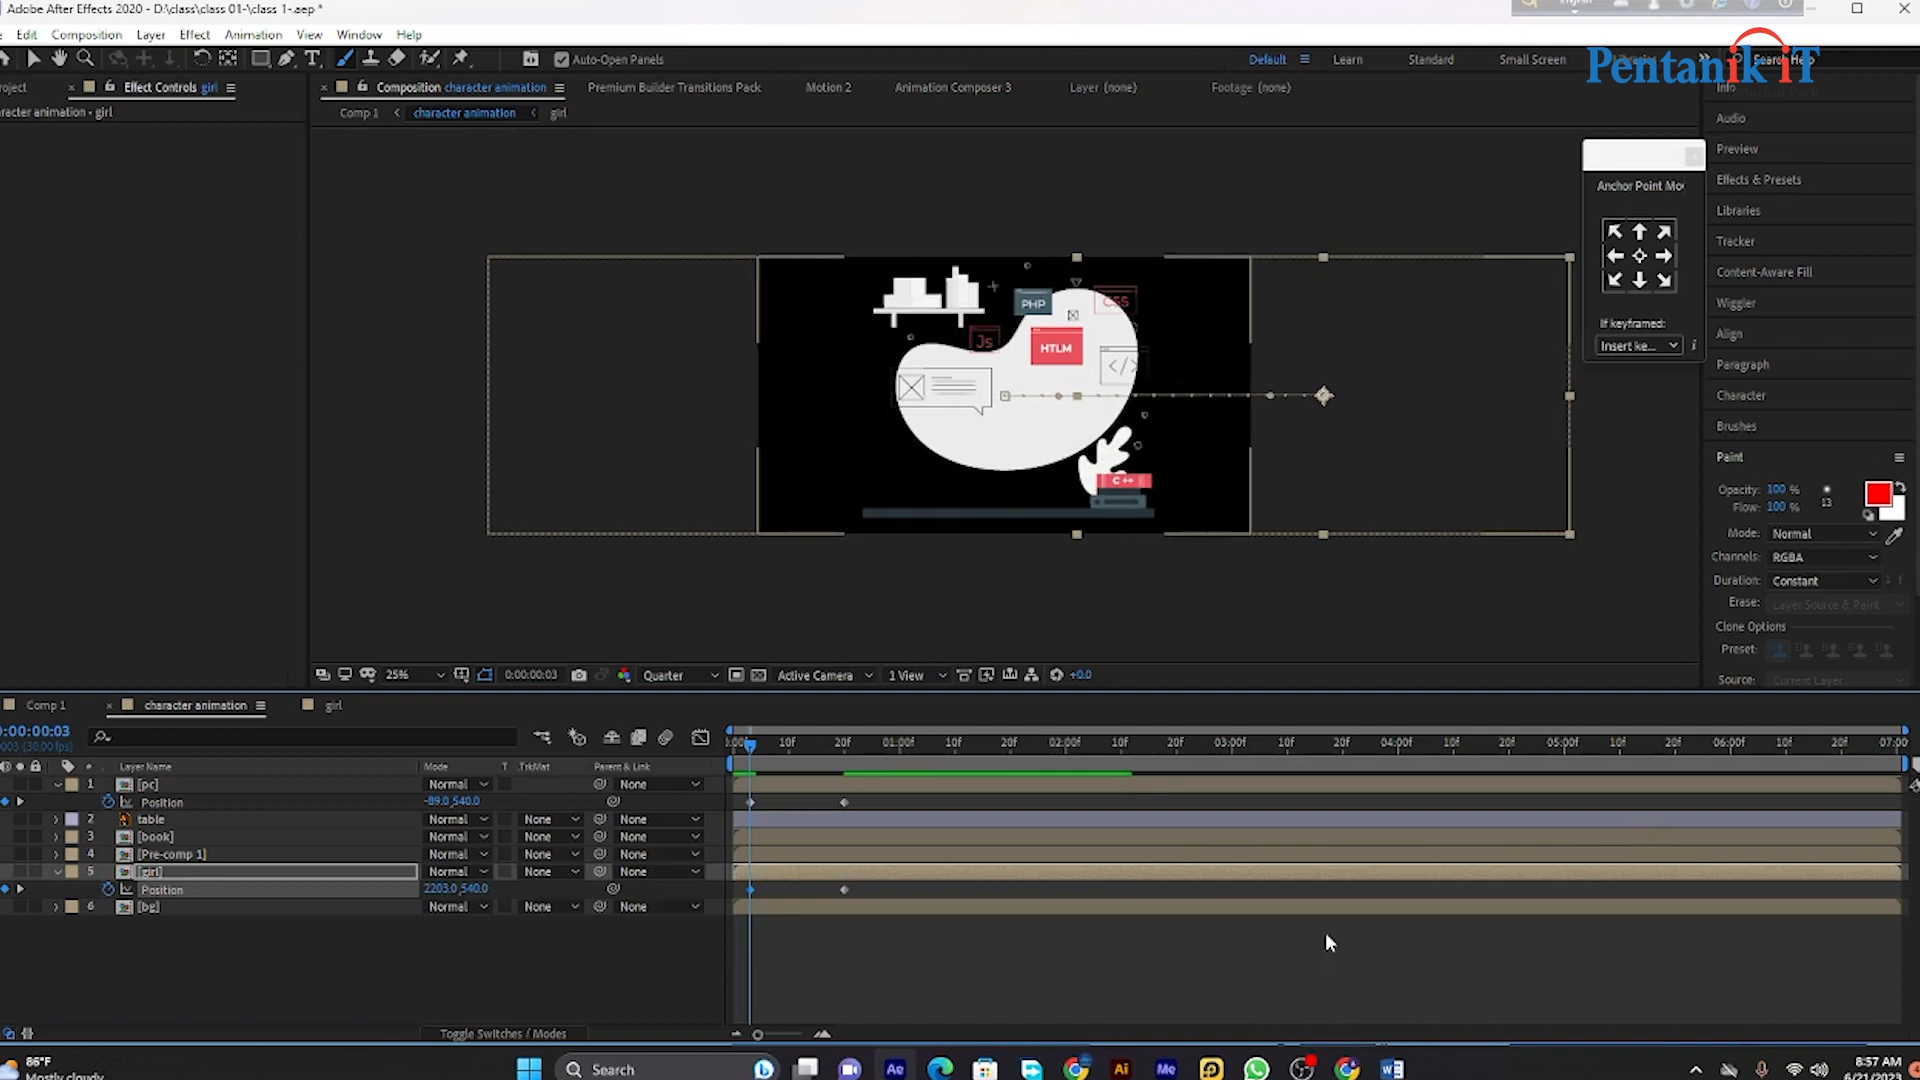 Adobe After Effects 2020 - D:\class\class 01-\class 1-.aep *
Edit Composition Layer Effect Animation View Window Help
Auto-Open Panels
Default Learn Standard Small Screen Search Help
Pentanik iT
Effect Controls girl
Composition character animation Premium Builder Transitions Pack Motion 2 Animation Composer 3 Layer (none) Footage (none)
racter animation • girl
Comp 1 character animation girl
Info
Audio
Preview
Effects & Presets
Libraries
Tracker
Content-Aware Fill
Wiggler
Align
Paragraph
Character
Brushes
Paint
Anchor Point Mov
If keyframed:
Insert ke...
PHP
CSS
Js
HTLM
</>
C ++
Opacity: 100 %
Flow: 100 %
13
Mode: Normal
Channels: RGBA
Duration: Constant
Erase: Layer Source & Paint
Clone Options
Preset:
Source: Current Layer
25% 0:00:00:03 Quarter Active Camera 1 View +0.0
Comp 1 character animation girl
0:00:00:03
003 (30.00 fps)
10f 20f 01:00f 10f 20f 02:00f 10f 20f 03:00f 10f 20f 04:00f 10f 20f 05:00f 10f 20f 06:00f 10f 20f 07:00
Layer Name Mode T .TrkMat Parent & Link
1 [pc] Normal None
Position -89.0,540.0
2 table Normal None None
3 [book] Normal None None
4 [Pre-comp 1] Normal None None
5 [girl] Normal None None
Position 2203.0,540.0
6 [bg] Normal None None
Toggle Switches / Modes
86°F
Mostly cloudy
Search
Ae
Ai
Me
8:57 AM
6/21/2023